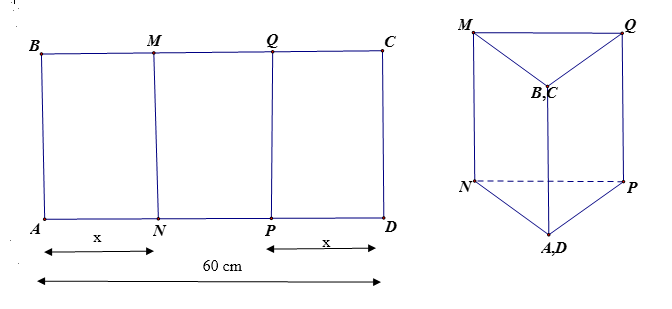 B M Q C
A N P D
x x
60 cm
M Q
B,C
N P
A,D